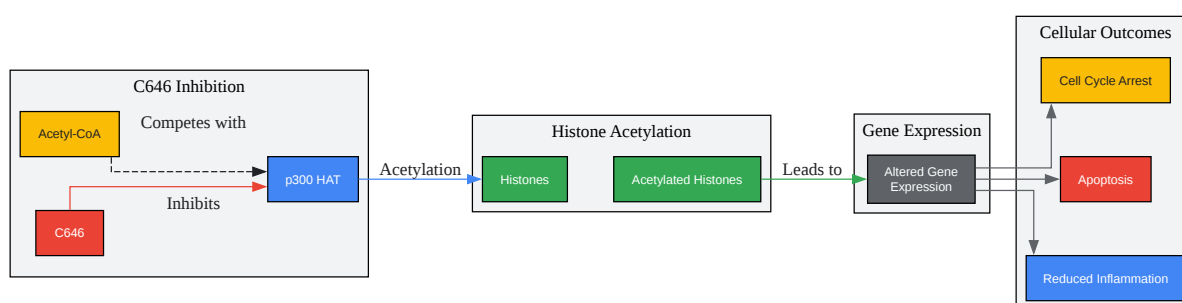 Cellular Outcomes
C646 Inhibition
Cell Cycle Arrest
Acetyl-CoA
Competes with
Histone Acetylation
Gene Expression
p300 HAT
Acetylation
Histones
Acetylated Histones
Leads to
Altered Gene
Expression
Apoptosis
Inhibits
C646
Reduced Inflammation